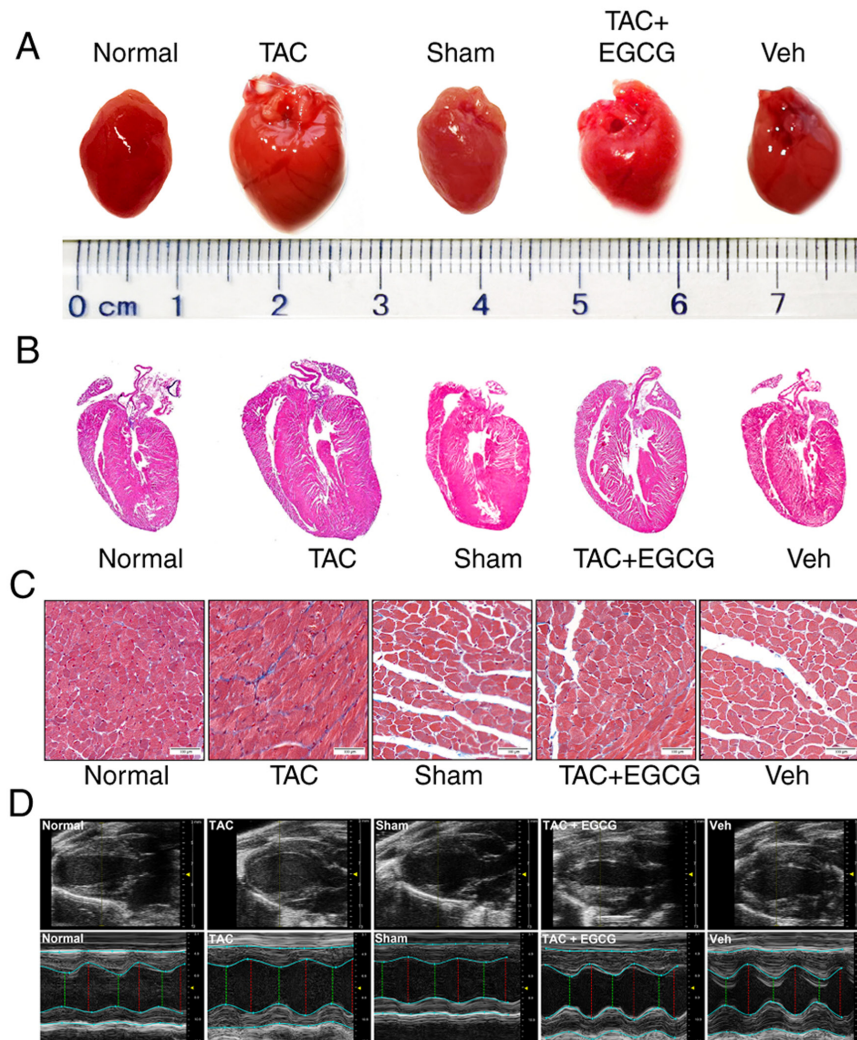 A
Normal
TAC
Sham
TAC+
EGCG
Veh
0 cm 1 2 3 4 5 6 7
B
Normal
TAC
Sham
TAC+EGCG
Veh
C
Normal
TAC
Sham
TAC+EGCG
Veh
D
Normal
TAC
Sham
TAC + EGCG
Veh
Normal
TAC
Sham
TAC + EGCG
Veh